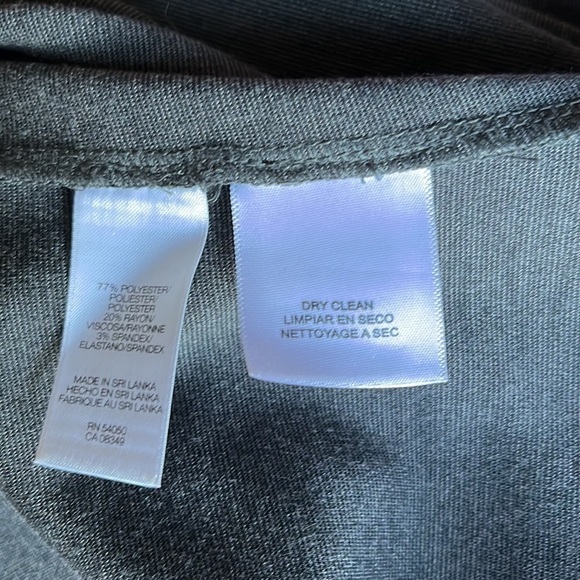 77% POLYESTER/
POLIÉSTER/
POLYESTER
20% RAYON/
VISCOSA/RAYONNE
3% SPANDEX/
ELASTANO/SPANDEX
MADE IN SRI LANKA
HECHO EN SRI LANKA
FABRIQUE AU SRI LANKA
RN 54050
CA 08349
DRY CLEAN
LIMPIAR EN SECO
NETTOYAGE A SEC